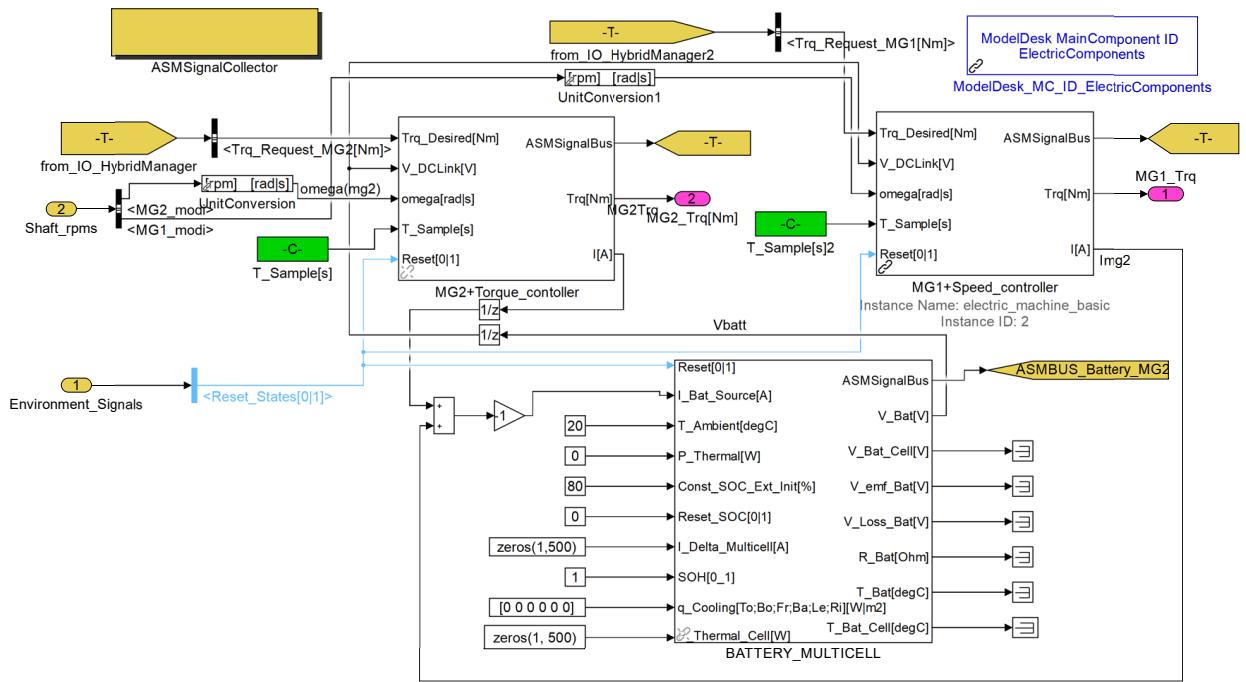 ASMSignalCollector
-T-
from_IO_HybridManager2
<Trq_Request_MG1[Nm]>
ModelDesk MainComponent ID
ElectricComponents
ModelDesk_MC_ID_ElectricComponents
[rpm] [rad|s]
UnitConversion1
-T-
from_IO_HybridManager
<Trq_Request_MG2[Nm]>
2
Shaft_rpms
<MG2_modi>
<MG1_modi>
[rpm] [rad|s]
UnitConversion
omega(mg2)
-C-
T_Sample[s]
Trq_Desired[Nm]
V_DCLink[V]
omega[rad|s]
T_Sample[s]
Reset[0|1]
ASMSignalBus
Trq[Nm]
I[A]
MG2+Torque_contoller
-T-
MG2Trq
2
MG2_Trq[Nm]
-C-
T_Sample[s]2
Trq_Desired[Nm]
V_DCLink[V]
omega[rad|s]
T_Sample[s]
Reset[0|1]
ASMSignalBus
Trq[Nm]
I[A]
MG1+Speed_controller
Instance Name: electric_machine_basic
Instance ID: 2
-T-
MG1_Trq
1
Img2
1/z
1/z
Vbatt
1
Environment_Signals
<Reset_States[0|1]>
+
+
-1
20
0
80
0
zeros(1,500)
1
[0 0 0 0 0 0]
zeros(1, 500)
Reset[0|1]
I_Bat_Source[A]
T_Ambient[degC]
P_Thermal[W]
Const_SOC_Ext_Init[%]
Reset_SOC[0|1]
I_Delta_Multicell[A]
SOH[0_1]
q_Cooling[To;Bo;Fr;Ba;Le;Ri][W|m2]
_Thermal_Cell[W]
ASMSignalBus
V_Bat[V]
V_Bat_Cell[V]
V_emf_Bat[V]
V_Loss_Bat[V]
R_Bat[Ohm]
T_Bat[degC]
T_Bat_Cell[degC]
BATTERY_MULTICELL
ASMBUS_Battery_MG2